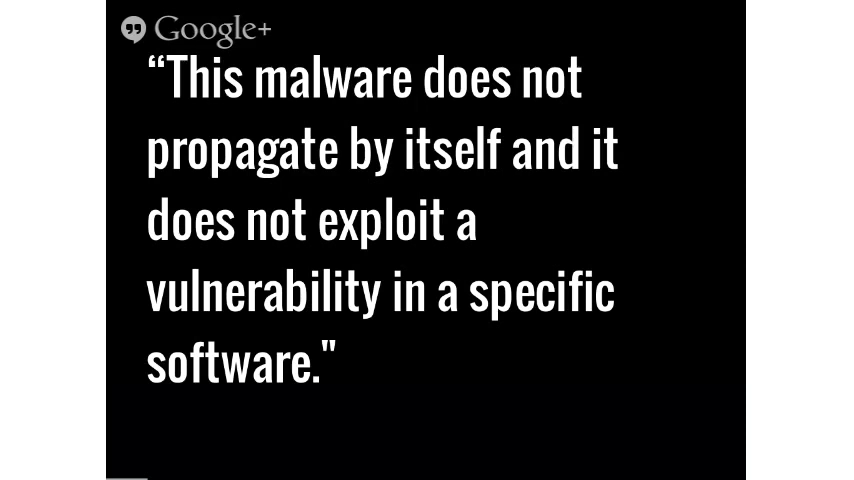 Google+
“This malware does not
propagate by itself and it
does not exploit a
vulnerability in a specific
software."